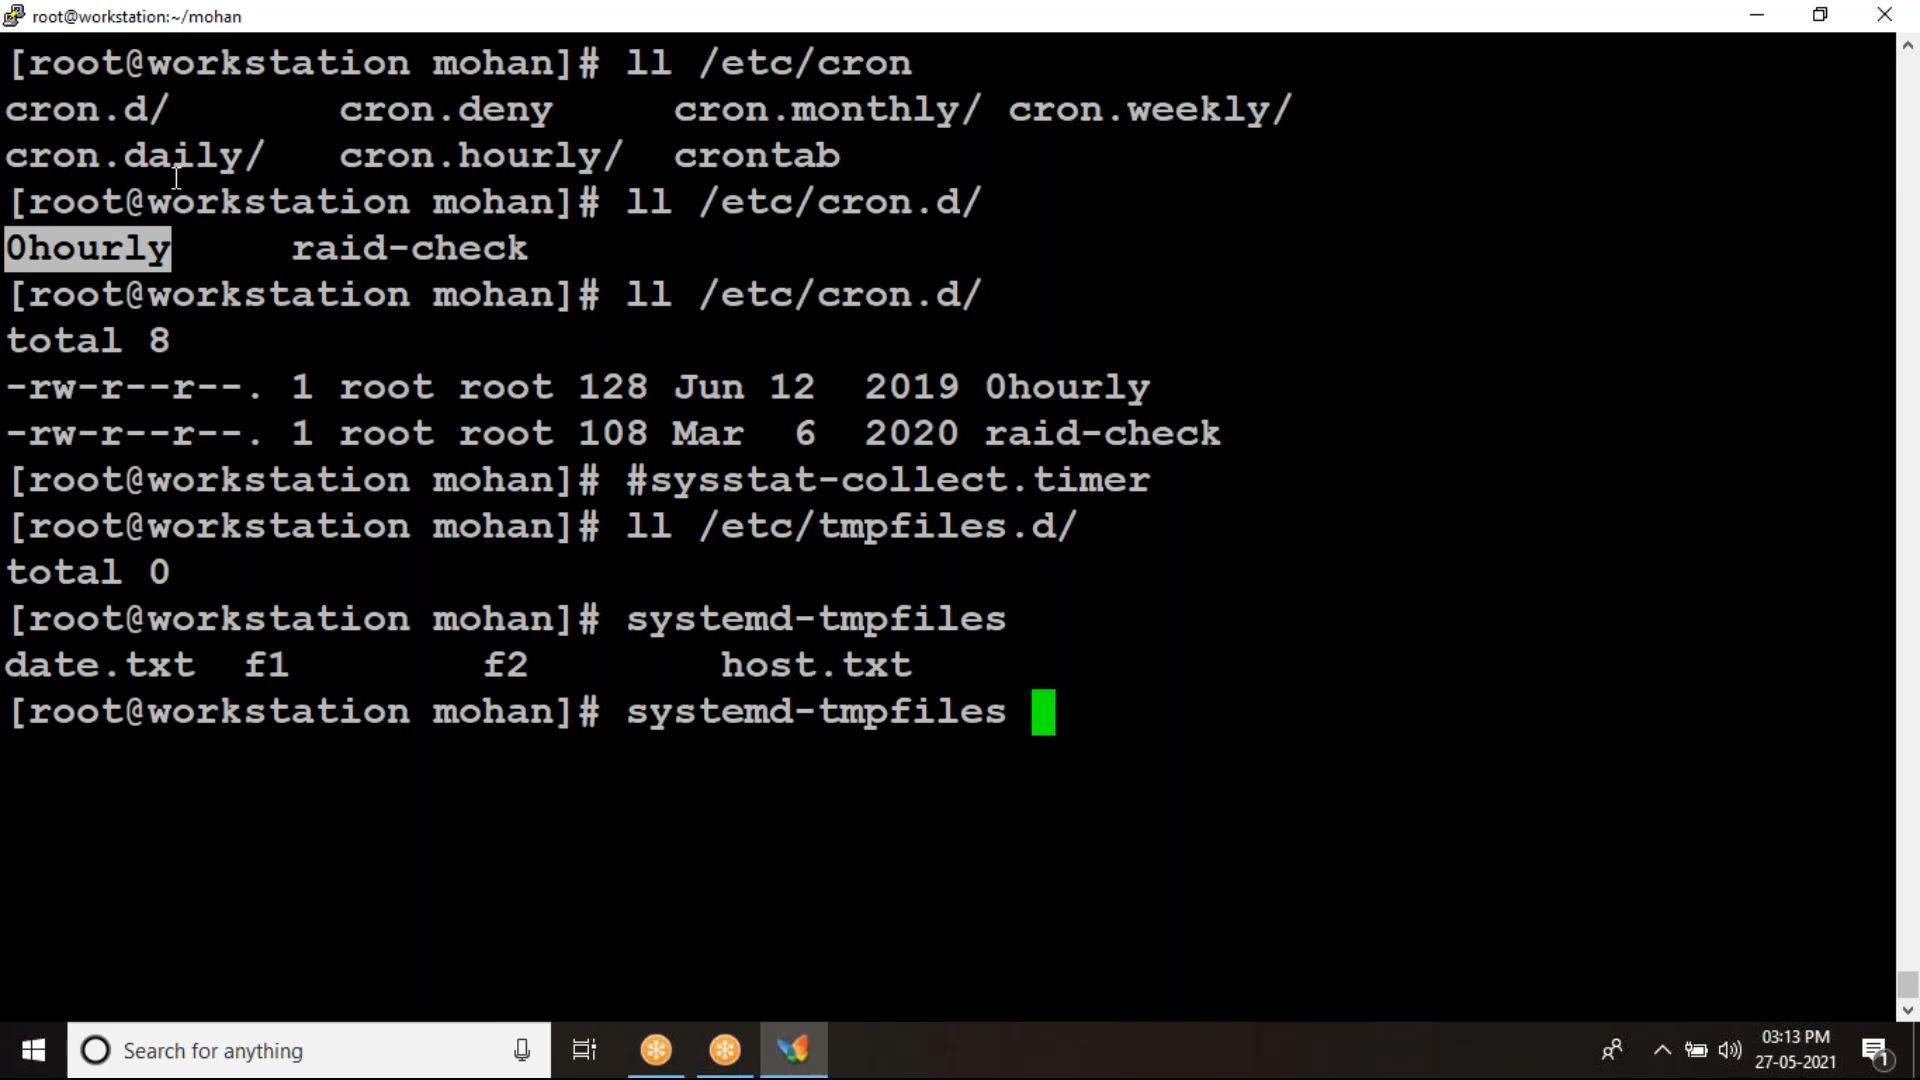 root@workstation:~/mohan
[root@workstation mohan]# ll /etc/cron
cron.d/ cron.deny cron.monthly/ cron.weekly/
cron.daily/ cron.hourly/ crontab
[root@workstation mohan]# ll /etc/cron.d/
0hourly raid-check
[root@workstation mohan]# ll /etc/cron.d/
total 8
-rw-r--r--. 1 root root 128 Jun 12 2019 0hourly
-rw-r--r--. 1 root root 108 Mar 6 2020 raid-check
[root@workstation mohan]# #sysstat-collect.timer
[root@workstation mohan]# ll /etc/tmpfiles.d/
total 0
[root@workstation mohan]# systemd-tmpfiles
date.txt f1 f2 host.txt
[root@workstation mohan]# systemd-tmpfiles
Search for anything
03:13 PM
27-05-2021
1